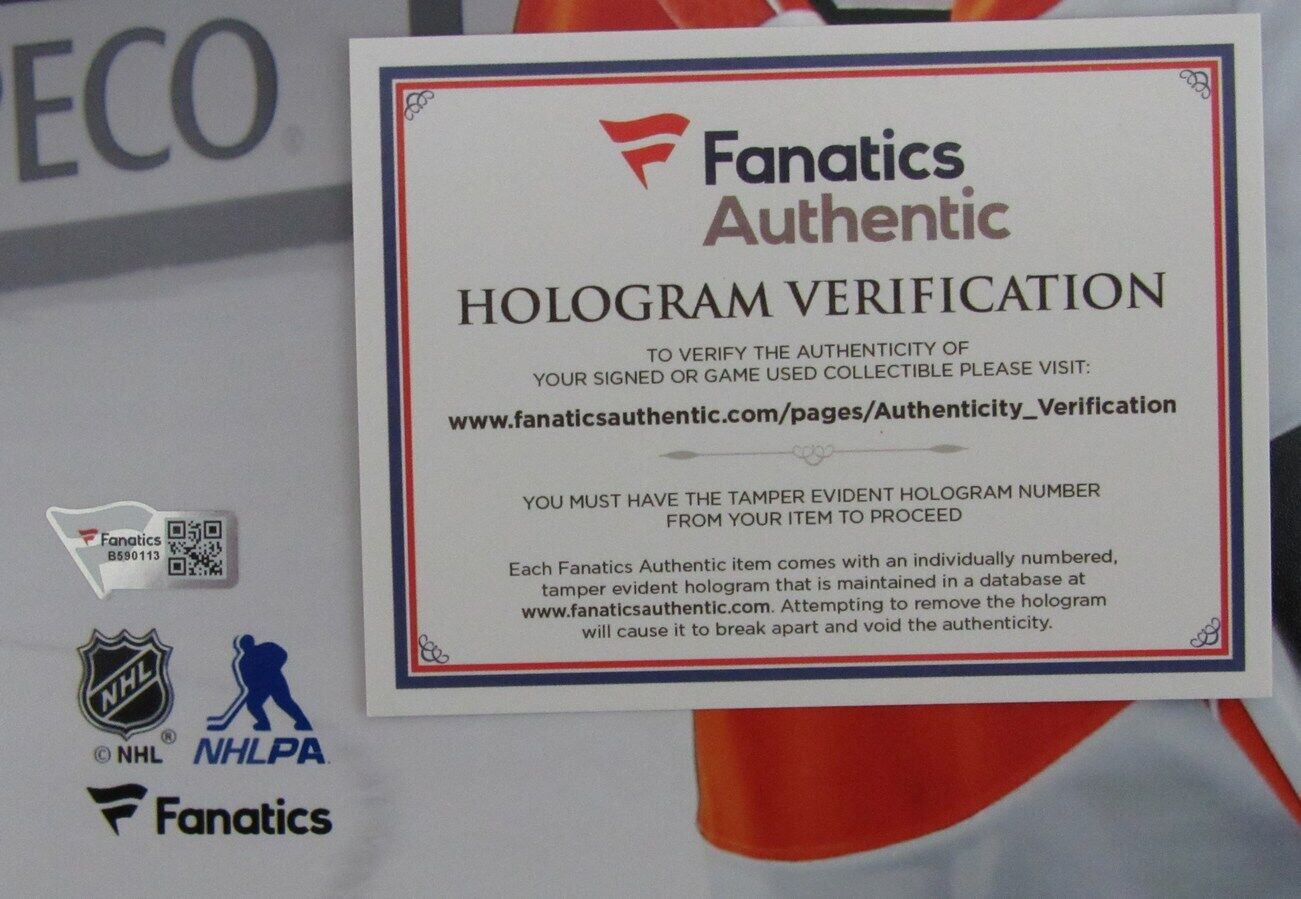 PECO®
Fanatics
Authentic
HOLOGRAM VERIFICATION
TO VERIFY THE AUTHENTICITY OF
YOUR SIGNED OR GAME USED COLLECTIBLE PLEASE VISIT:
www.fanaticsauthentic.com/pages/Authenticity_Verification
YOU MUST HAVE THE TAMPER EVIDENT HOLOGRAM NUMBER
FROM YOUR ITEM TO PROCEED
Each Fanatics Authentic item comes with an individually numbered,
tamper evident hologram that is maintained in a database at
www.fanaticsauthentic.com. Attempting to remove the hologram
will cause it to break apart and void the authenticity.
Fanatics
B590113
NHL
© NHL®
NHLPA
Fanatics